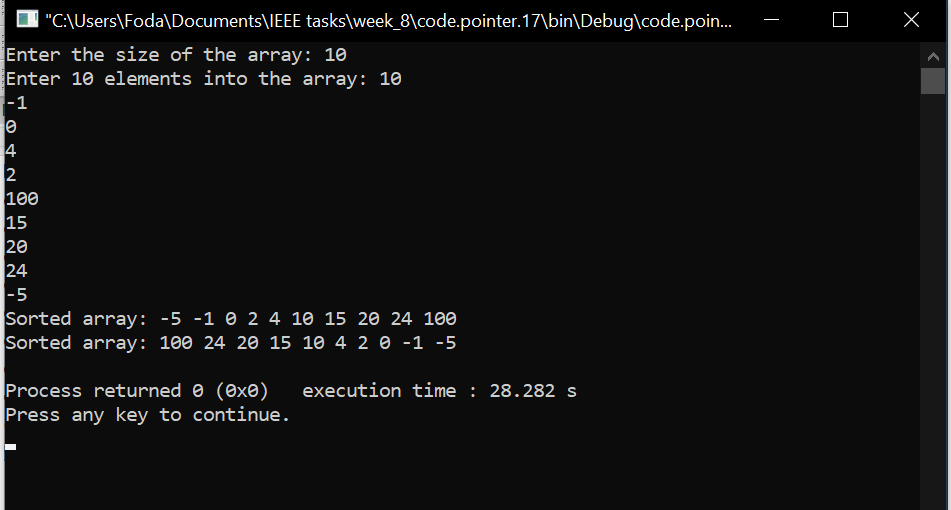 "C:\Users\Foda\Documents\IEEE tasks\week_8\code.pointer.17\bin\Debug\code.poin...
Enter the size of the array: 10
Enter 10 elements into the array: 10
-1
0
4
2
100
15
20
24
-5
Sorted array: -5 -1 0 2 4 10 15 20 24 100
Sorted array: 100 24 20 15 10 4 2 0 -1 -5
Process returned 0 (0x0)   execution time : 28.282 s
Press any key to continue.